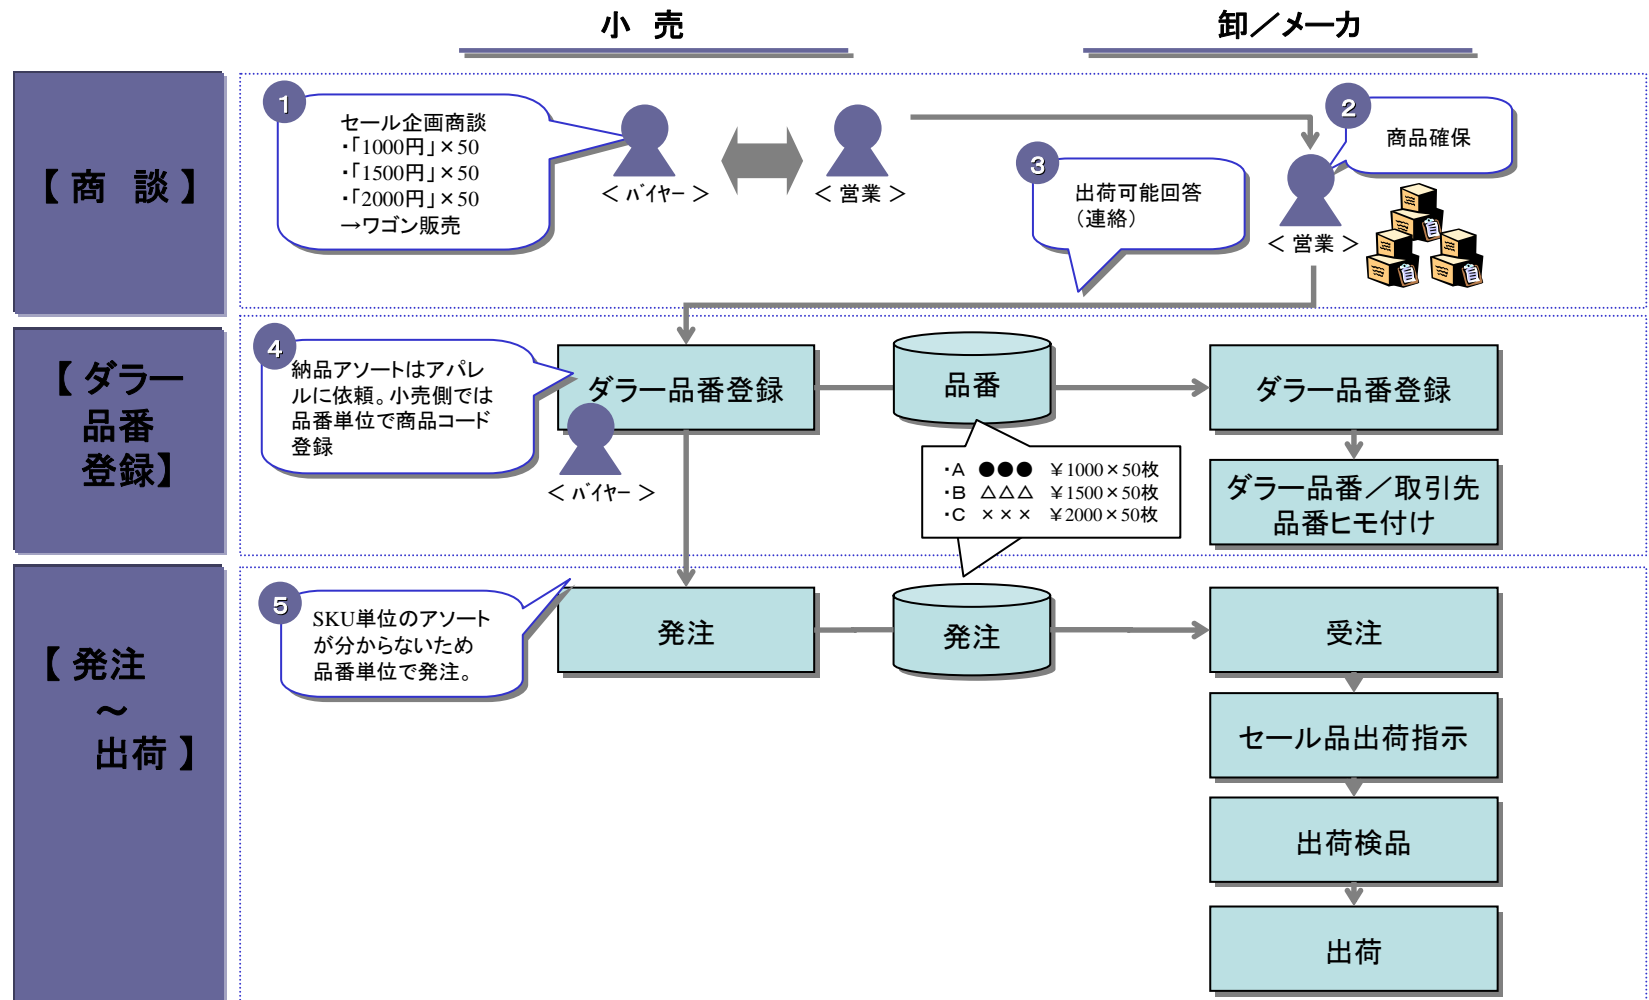 小 売
卸／メーカ
【 商 談 】
1
セール企画商談
・「1000円」×50
・「1500円」×50
・「2000円」×50
→ワゴン販売
＜ バイヤー ＞
＜ 営業 ＞
2
商品確保
3
出荷可能回答
（連絡）
＜ 営業 ＞
【 ダラー
品番
登録】
4
納品アソートはアパレ
ルに依頼。小売側では
品番単位で商品コード
登録
ダラー品番登録
＜ バイヤー ＞
品番
ダラー品番登録
・A ●●● ￥1000×50枚
・B △△△ ￥1500×50枚
・C ××× ￥2000×50枚
ダラー品番／取引先
品番ヒモ付け
【 発注
～
出荷 】
5
SKU単位のアソート
が分からないため
品番単位で発注。
発注
発注
受注
セール品出荷指示
出荷検品
出荷